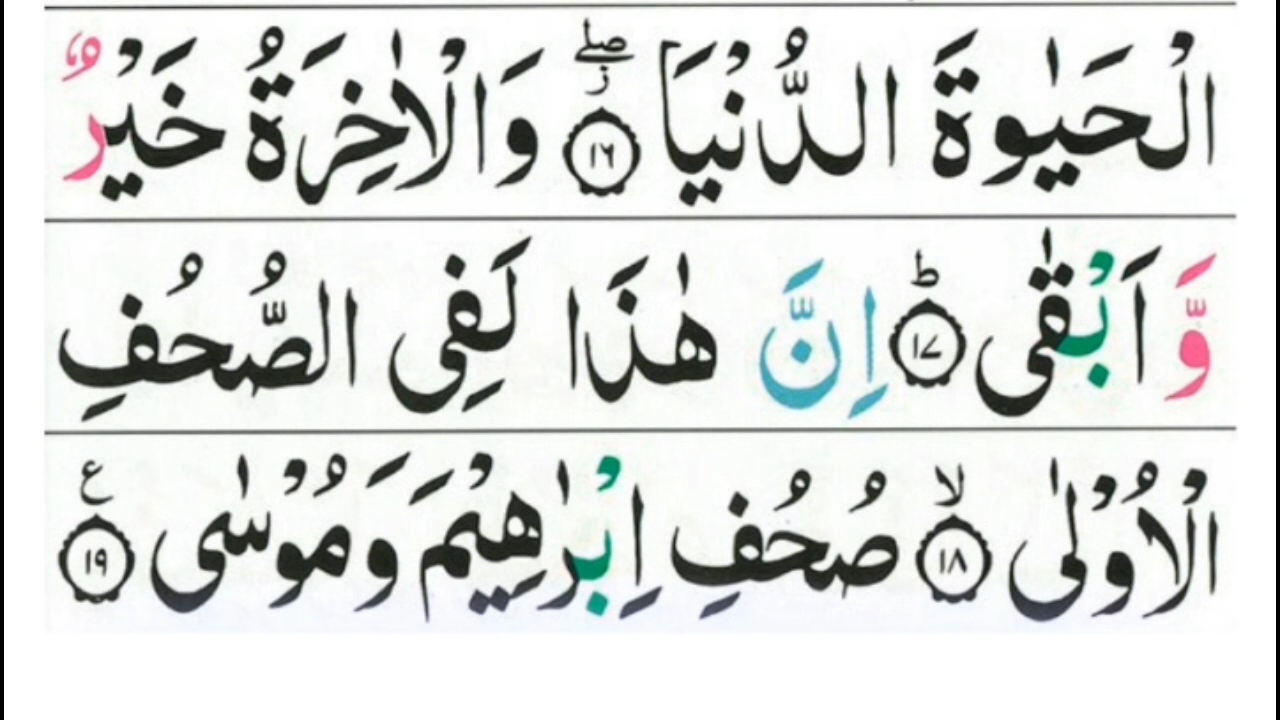 الْحَيٰوةَ الدُّنْيَا ۖ ز ١٦ وَالْاٰخِرَةُ خَيْرٌ
وَّ اَبْقٰى ؕ ١٧ اِنَّ هٰذَا لَفِى الصُّحُفِ
الْاُوْلٰى ۙ ١٨ صُحُفِ اِبْرٰهِيْمَ وَمُوْسٰى ع ١٩